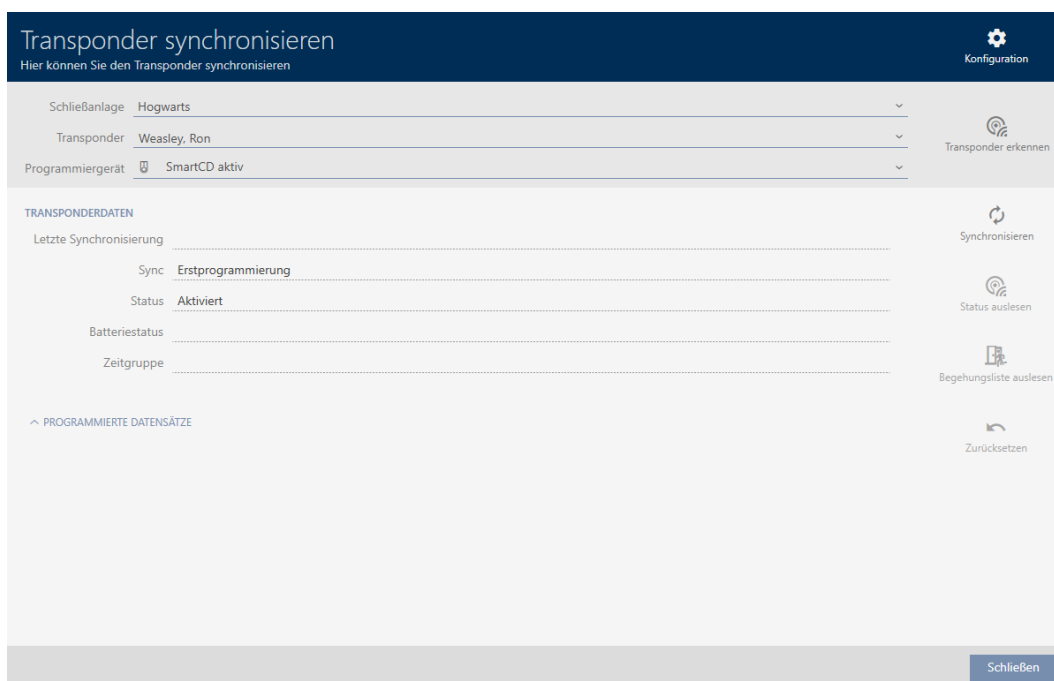 Transponder synchronisieren
Hier können Sie den Transponder synchronisieren
Konfiguration
Schließanlage Hogwarts
Transponder Weasley, Ron
Programmiergerät SmartCD aktiv
Transponder erkennen
TRANSPONDERDATEN
Letzte Synchronisierung
Sync Erstprogrammierung
Status Aktiviert
Batteriestatus
Zeitgruppe
PROGRAMMIERTE DATENSÄTZE
Synchronisieren
Status auslesen
Begehungsliste auslesen
Zurücksetzen
Schließen